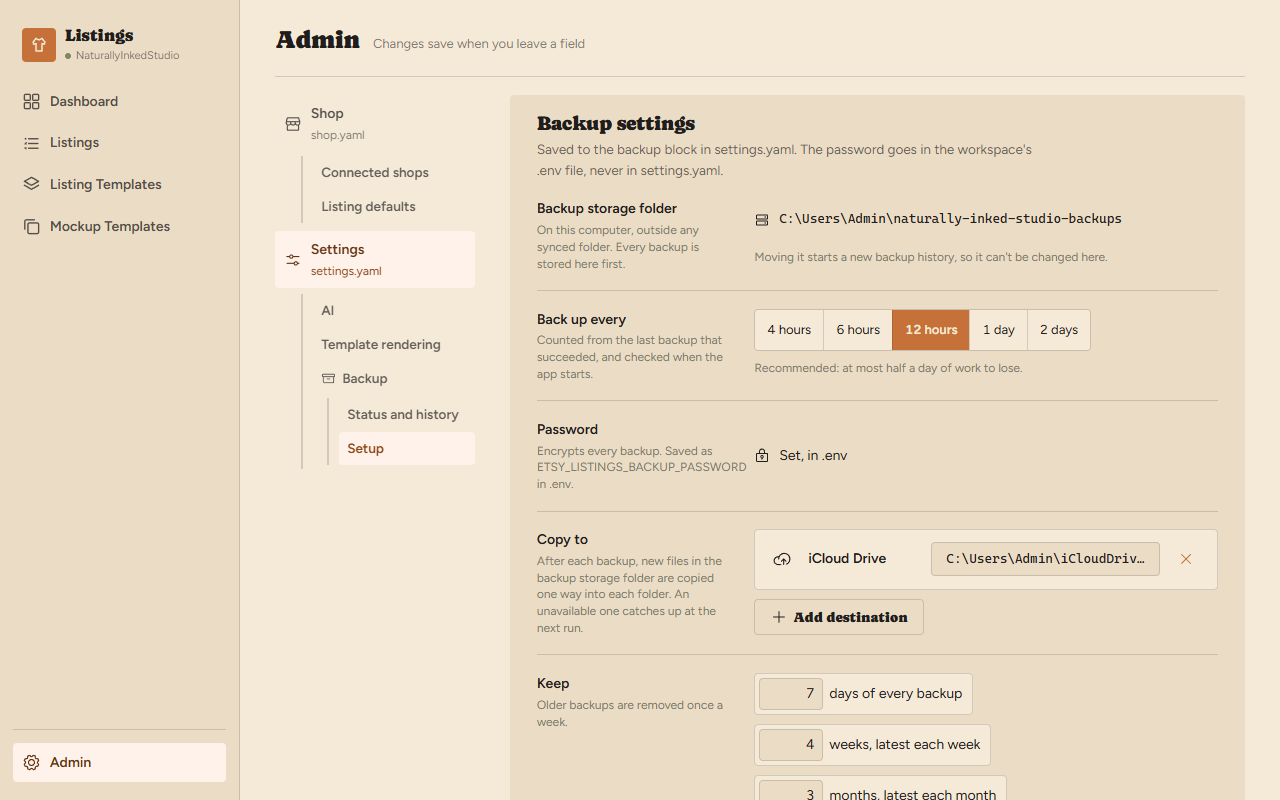 Listings
NaturallyInkedStudio
Dashboard
Listings
Listing Templates
Mockup Templates
Admin
Admin
Changes save when you leave a field
Shop
shop.yaml
Connected shops
Listing defaults
Settings
settings.yaml
AI
Template rendering
Backup
Status and history
Setup
Backup settings
Saved to the backup block in settings.yaml. The password goes in the workspace's
.env file, never in settings.yaml.
Backup storage folder
On this computer, outside any
synced folder. Every backup is
stored here first.
C:\Users\Admin\naturally-inked-studio-backups
Moving it starts a new backup history, so it can't be changed here.
Back up every
Counted from the last backup that
succeeded, and checked when the
app starts.
4 hours 6 hours 12 hours 1 day 2 days
Recommended: at most half a day of work to lose.
Password
Encrypts every backup. Saved as
ETSY_LISTINGS_BACKUP_PASSWORD
in .env.
Set, in .env
Copy to
After each backup, new files in the
backup storage folder are copied
one way into each folder. An
unavailable one catches up at the
next run.
iCloud Drive C:\Users\Admin\iCloudDriv…
Add destination
Keep
Older backups are removed once a
week.
7 days of every backup
4 weeks, latest each week
3 months, latest each month